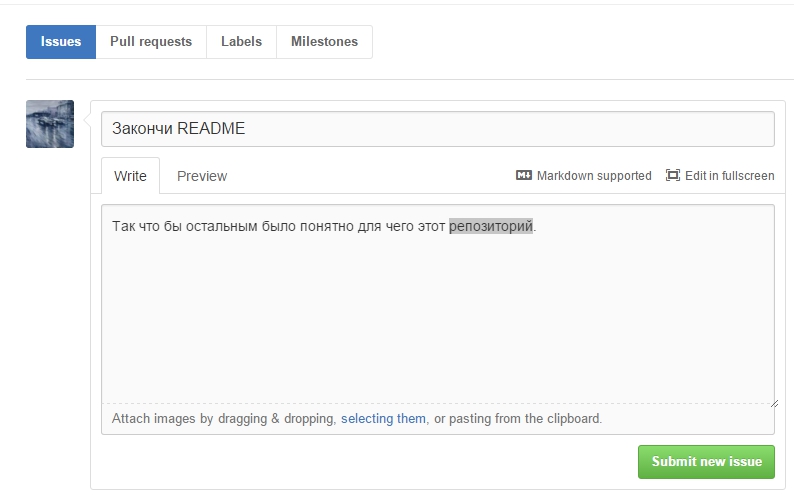 Issues Pull requests Labels Milestones
Закончи README
Write Preview Markdown supported Edit in fullscreen
Так что бы остальным было понятно для чего этот репозиторий.
Attach images by dragging & dropping, selecting them, or pasting from the clipboard.
Submit new issue